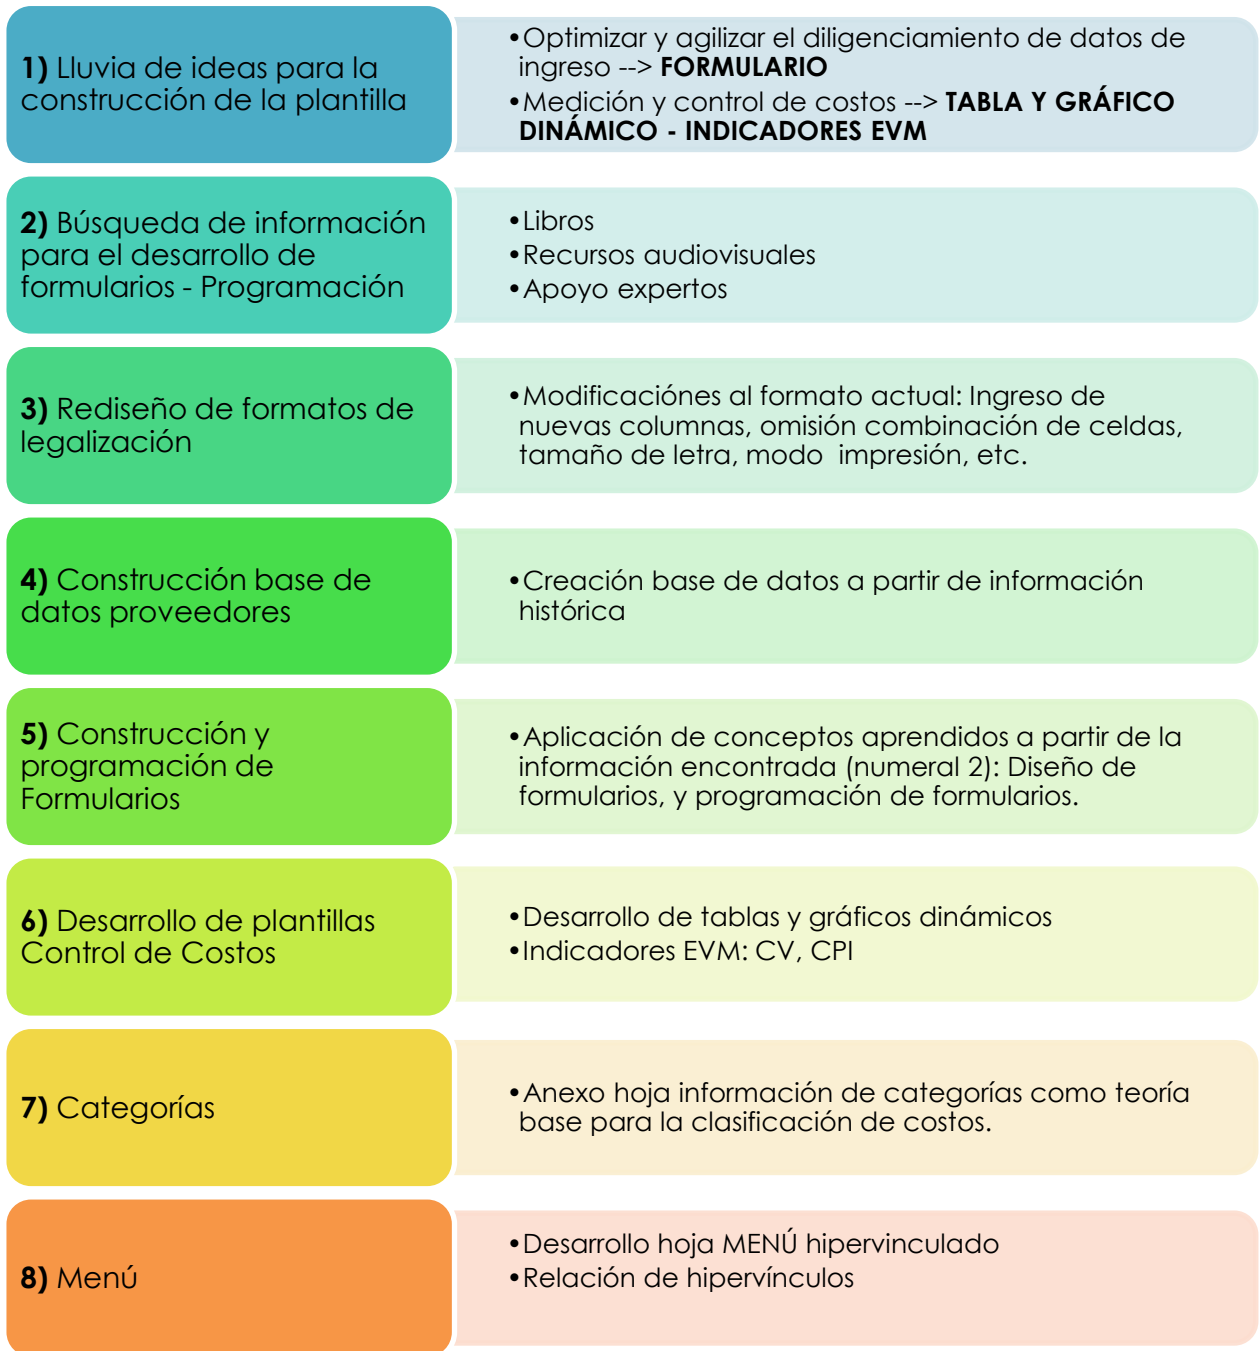 1) Lluvia de ideas para la
construcción de la plantilla
•Optimizar y agilizar el diligenciamiento de datos de
ingreso --> FORMULARIO
•Medición y control de costos --> TABLA Y GRÁFICO
DINÁMICO - INDICADORES EVM
2) Búsqueda de información
para el desarrollo de
formularios - Programación
•Libros
•Recursos audiovisuales
•Apoyo expertos
3) Rediseño de formatos de
legalización
•Modificaciónes al formato actual: Ingreso de
nuevas columnas, omisión combinación de celdas,
tamaño de letra, modo  impresión, etc.
4) Construcción base de
datos proveedores
•Creación base de datos a partir de información
histórica
5) Construcción y
programación de
Formularios
•Aplicación de conceptos aprendidos a partir de la
información encontrada (numeral 2): Diseño de
formularios, y programación de formularios.
6) Desarrollo de plantillas
Control de Costos
•Desarrollo de tablas y gráficos dinámicos
•Indicadores EVM: CV, CPI
7) Categorías
•Anexo hoja información de categorías como teoría
base para la clasificación de costos.
8) Menú
•Desarrollo hoja MENÚ hipervinculado
•Relación de hipervínculos